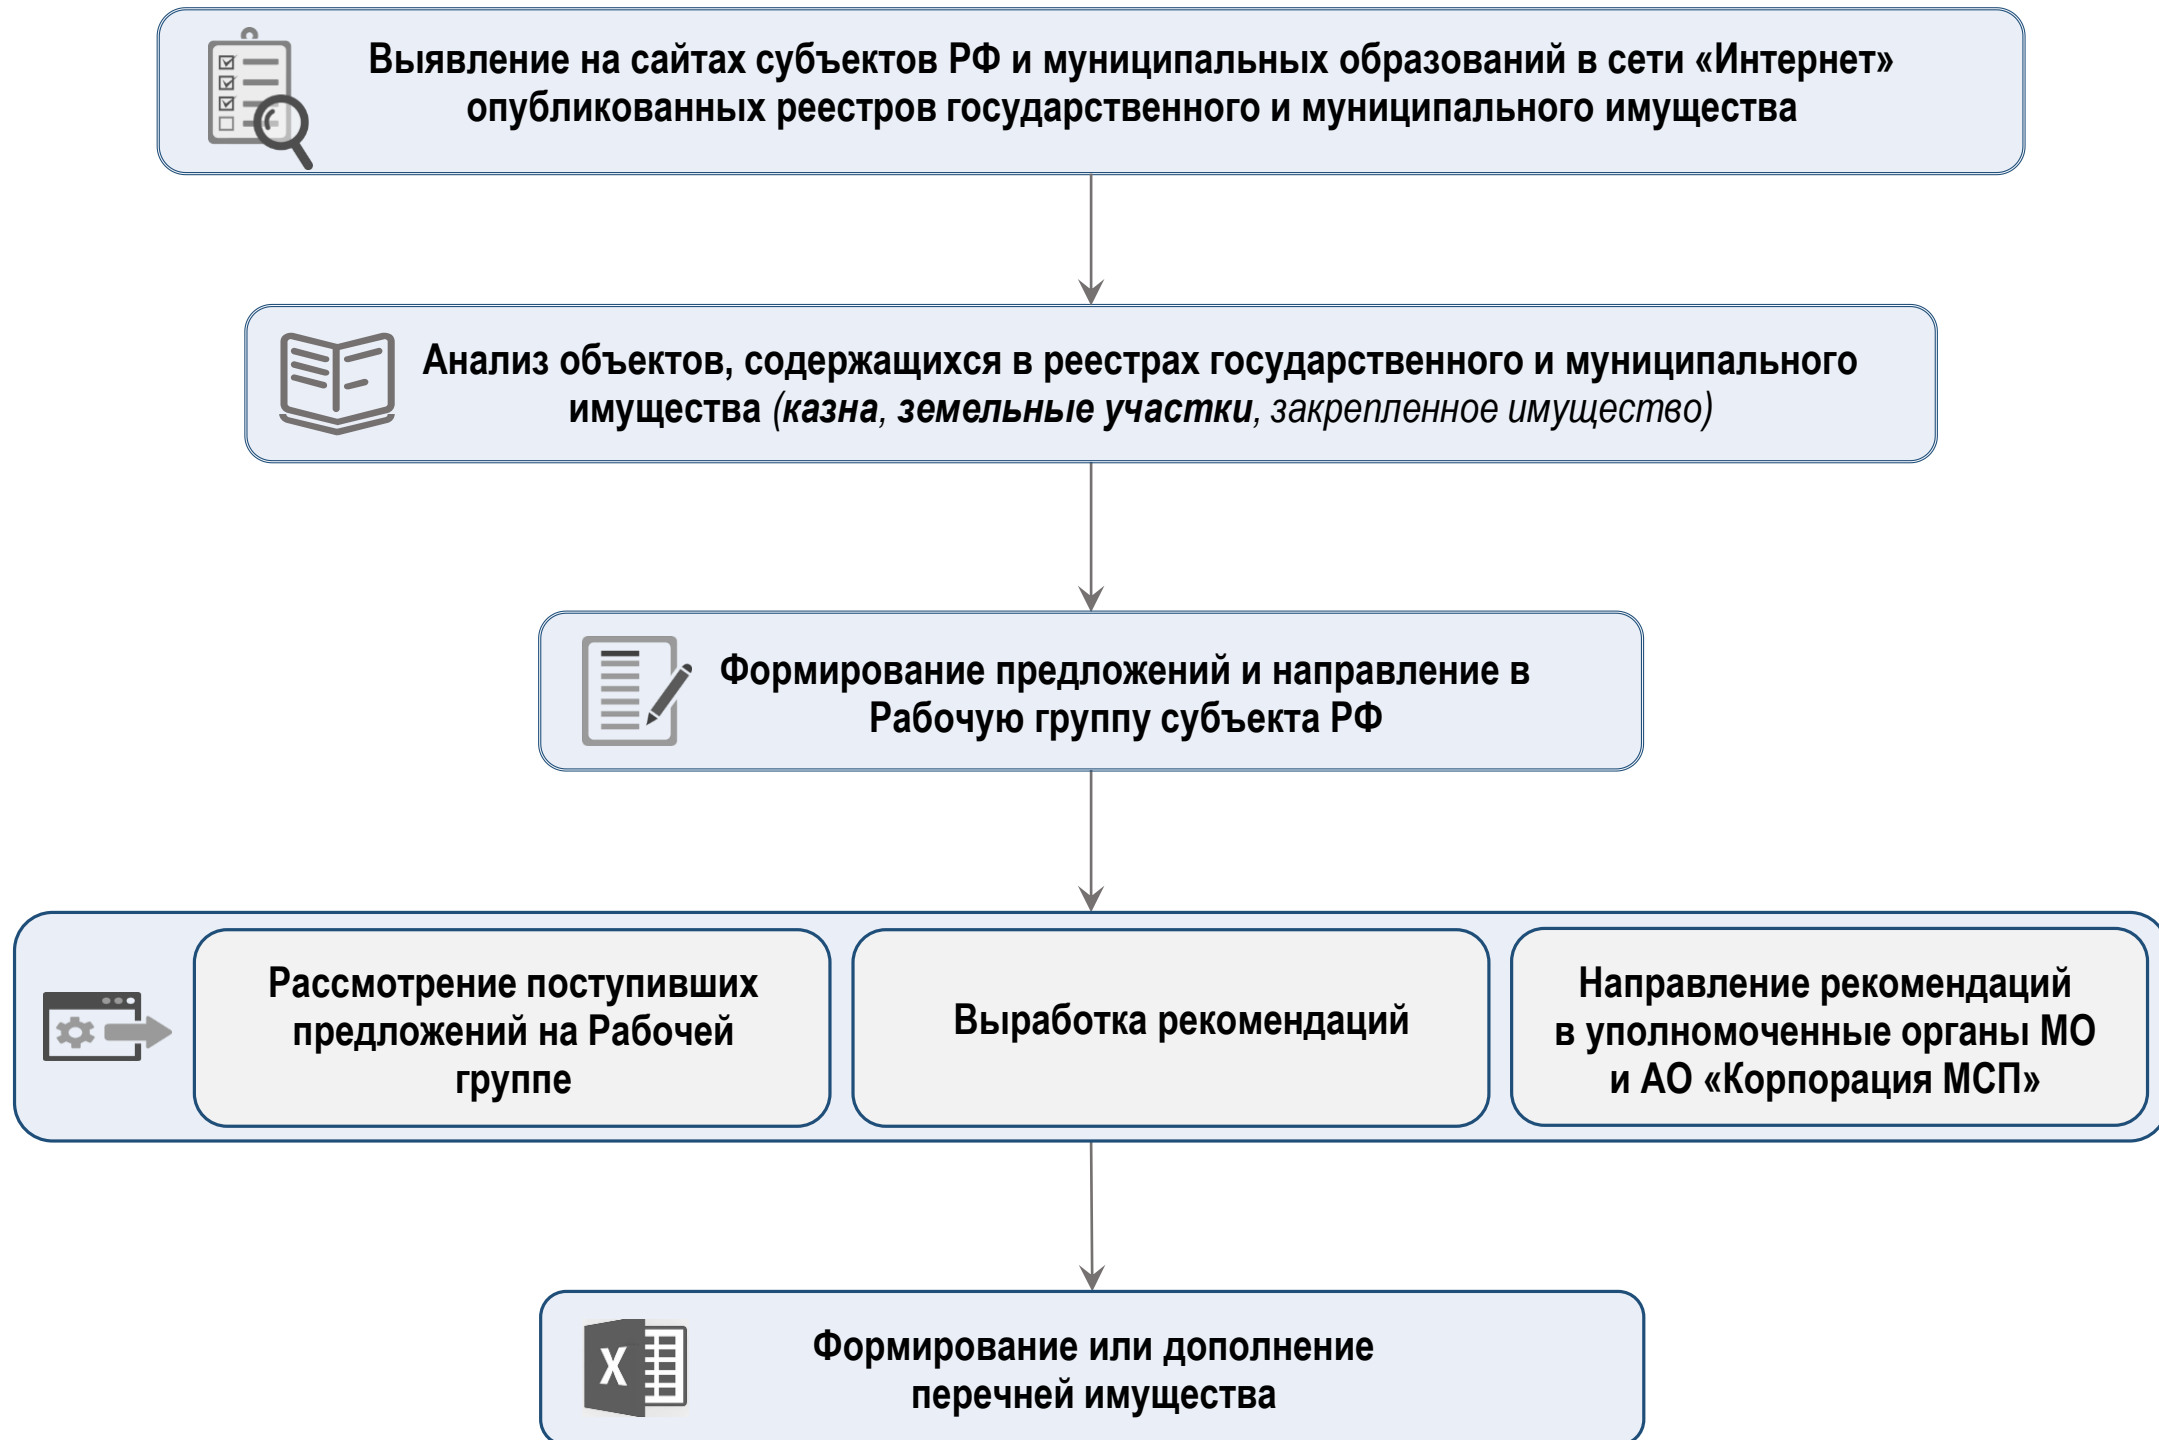 Выявление на сайтах субъектов РФ и муниципальных образований в сети «Интернет»
опубликованных реестров государственного и муниципального имущества
Анализ объектов, содержащихся в реестрах государственного и муниципального
имущества (казна, земельные участки, закрепленное имущество)
Формирование предложений и направление в
Рабочую группу субъекта РФ
Рассмотрение поступивших
предложений на Рабочей
группе
Выработка рекомендаций
Направление рекомендаций
в уполномоченные органы МО
и АО «Корпорация МСП»
X
Формирование или дополнение
перечней имущества